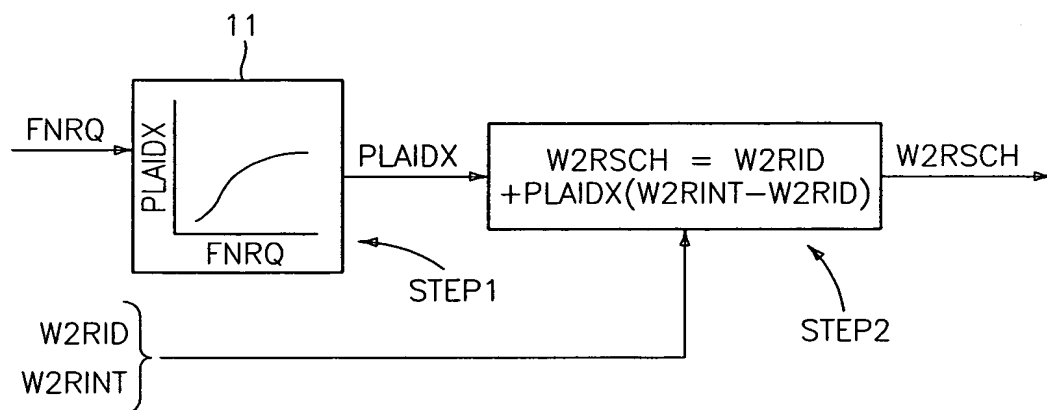 11
FNRQ
PLAIDX
FNRQ
PLAIDX
W2RSCH = W2RID
+PLAIDX(W2RINT-W2RID)
W2RSCH
STEP1
STEP2
W2RID
W2RINT